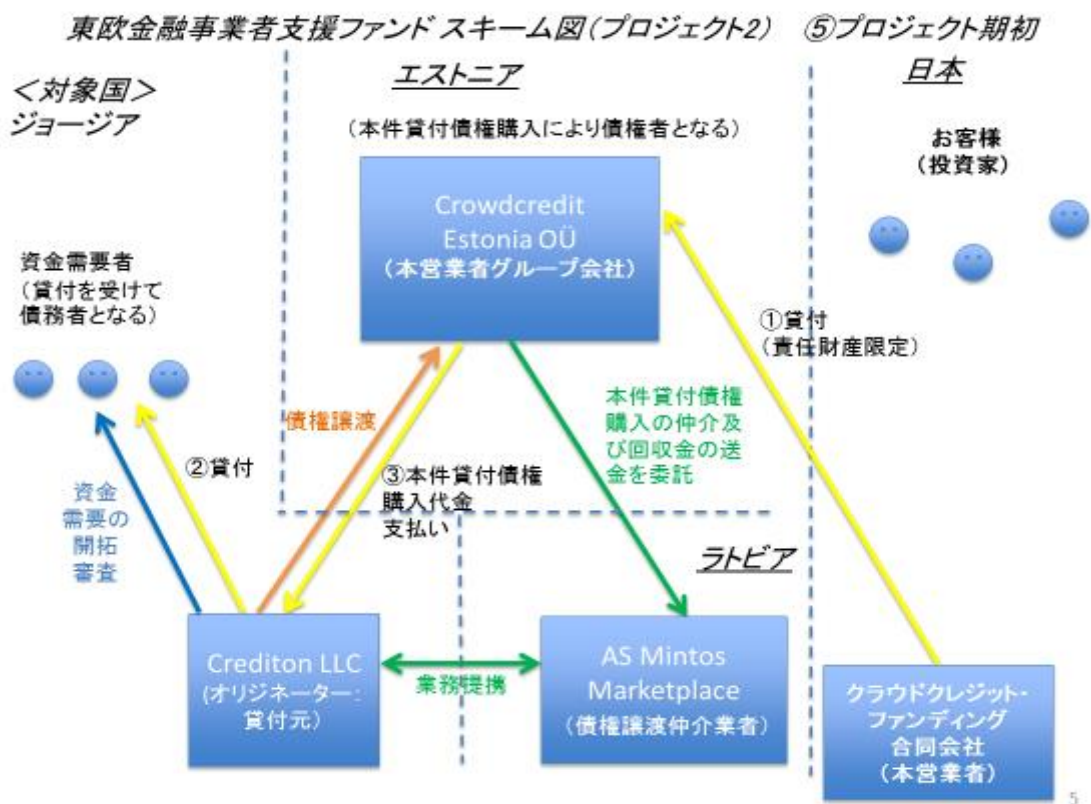 東欧金融事業者支援ファンド スキーム図(プロジェクト2)
⑤プロジェクト期初
＜対象国＞
ジョージア
エストニア
日本
(本件貸付債権購入により債権者となる)
お客様
(投資家)
Crowdcredit
Estonia OÜ
(本営業者グループ会社)
資金需要者
(貸付を受けて
債務者となる)
①貸付
(責任財産限定)
債権譲渡
本件貸付債権
購入の仲介及
び回収金の送
金を委託
②貸付
③本件貸付債権
購入代金
支払い
資金
需要の
開拓
審査
ラトビア
Crediton LLC
(オリジネーター:
貸付元)
業務提携
AS Mintos
Marketplace
(債権譲渡仲介業者)
クラウドクレジット・
ファンディング
合同会社
(本営業者)
5